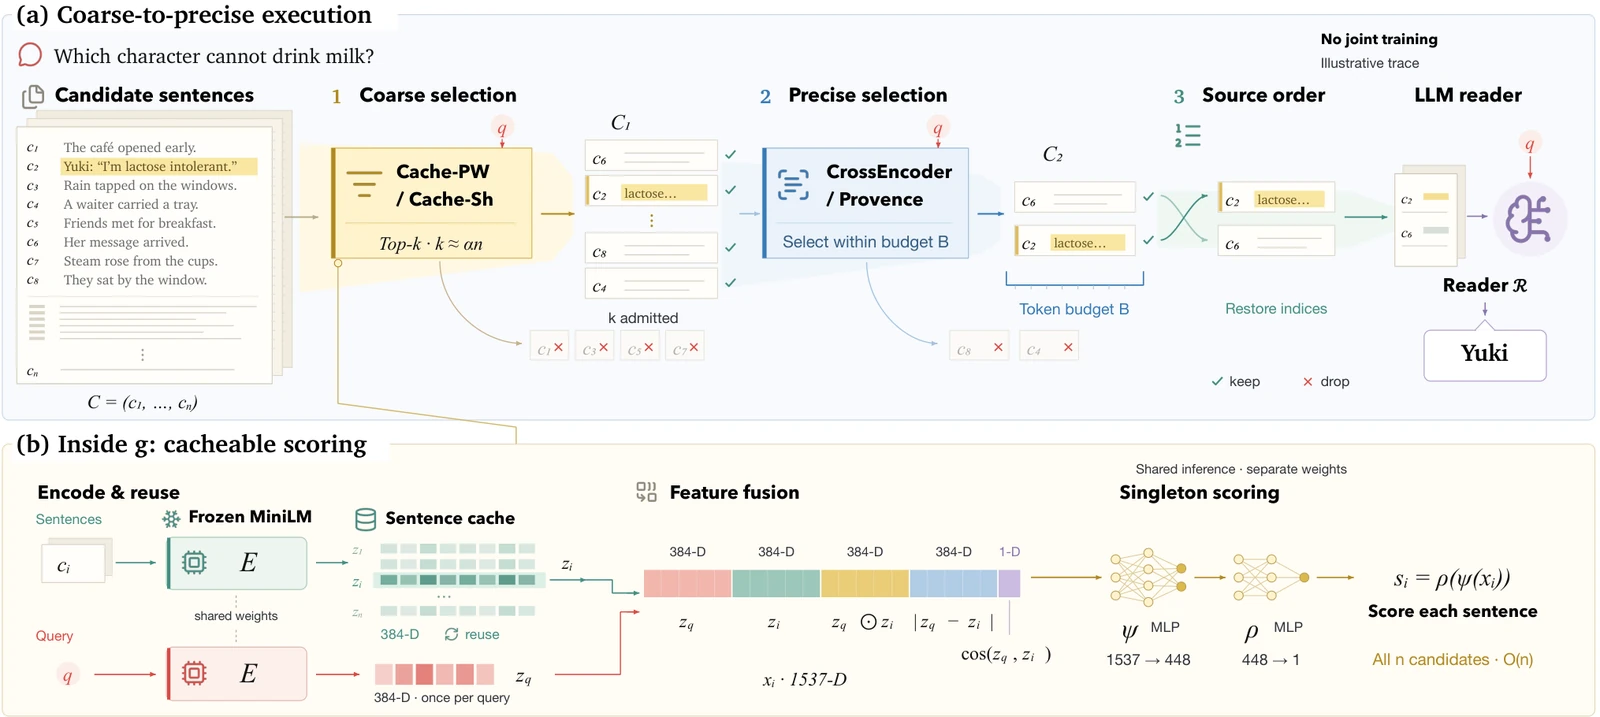 (a) Coarse-to-precise execution
Which character cannot drink milk?
No joint training
Illustrative trace
Candidate sentences
1 Coarse selection
2 Precise selection
3 Source order
LLM reader
c₁ The café opened early.
c₂ Yuki: “I’m lactose intolerant.”
c₃ Rain tapped on the windows.
c₄ A waiter carried a tray.
c₅ Friends met for breakfast.
c₆ Her message arrived.
c₇ Steam rose from the cups.
c₈ They sat by the window.
⋮
cₙ
C = (c₁, ..., cₙ)
q
Cache-PW
/ Cache-Sh
Top-k · k ≈ αn
C₁
c₆
c₂ lactose...
⋮
c₈
c₄
k admitted
c₁ c₃ c₅ c₇
q
CrossEncoder
/ Provence
Select within budget B
c₈ c₄
C₂
c₆
c₂ lactose...
Token budget B
1
2
c₂ lactose...
c₆
Restore indices
keep drop
q
c₂
c₆
Reader ℛ
Yuki
(b) Inside g: cacheable scoring
Encode & reuse
Sentences
cᵢ
Frozen MiniLM
E
shared weights
Query
q
E
Sentence cache
z₁
zᵢ
...
zₙ
384-D reuse
zᵢ
z_q
384-D · once per query
Feature fusion
384-D 384-D 384-D 384-D 1-D
z_q zᵢ z_q ⊙ zᵢ |z_q − zᵢ |
cos(z_q , zᵢ )
xᵢ · 1537-D
Shared inference · separate weights
Singleton scoring
ψ MLP
1537 → 448
ρ MLP
448 → 1
sᵢ = ρ(ψ(xᵢ))
Score each sentence
All n candidates · O(n)